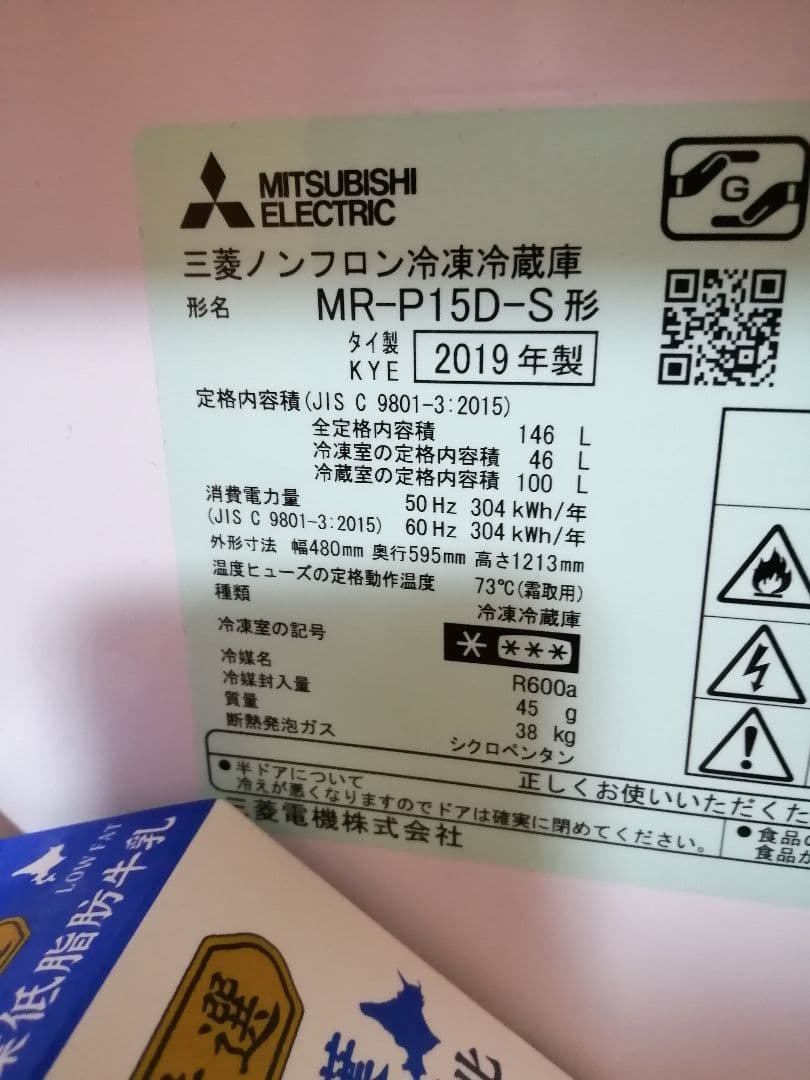 MITSUBISHI
ELECTRIC
G
三菱ノンフロン冷凍冷蔵庫
形名 MR-P15D-S形
タイ製
KYE 2019年製
定格内容積(JIS C 9801-3:2015)
全定格内容積 146 L
冷凍室の定格内容積 46 L
冷蔵室の定格内容積 100 L
消費電力量 50Hz 304kWh/年
(JIS C 9801-3:2015) 60Hz 304kWh/年
外形寸法 幅480mm 奥行595mm 高さ1213mm
温度ヒューズの定格動作温度 73℃(霜取用)
種類 冷凍冷蔵庫
冷凍室の記号 * ***
冷媒名 R600a
冷媒封入量 45 g
質量 38 kg
断熱発泡ガス シクロペンタン
正しくお使いいただくた
●半ドアについて
冷えが悪くなりますのでドアは確実に閉めてください。
●食品の
食品が
三菱電機株式会社
LOW FAT
低脂肪牛乳
選